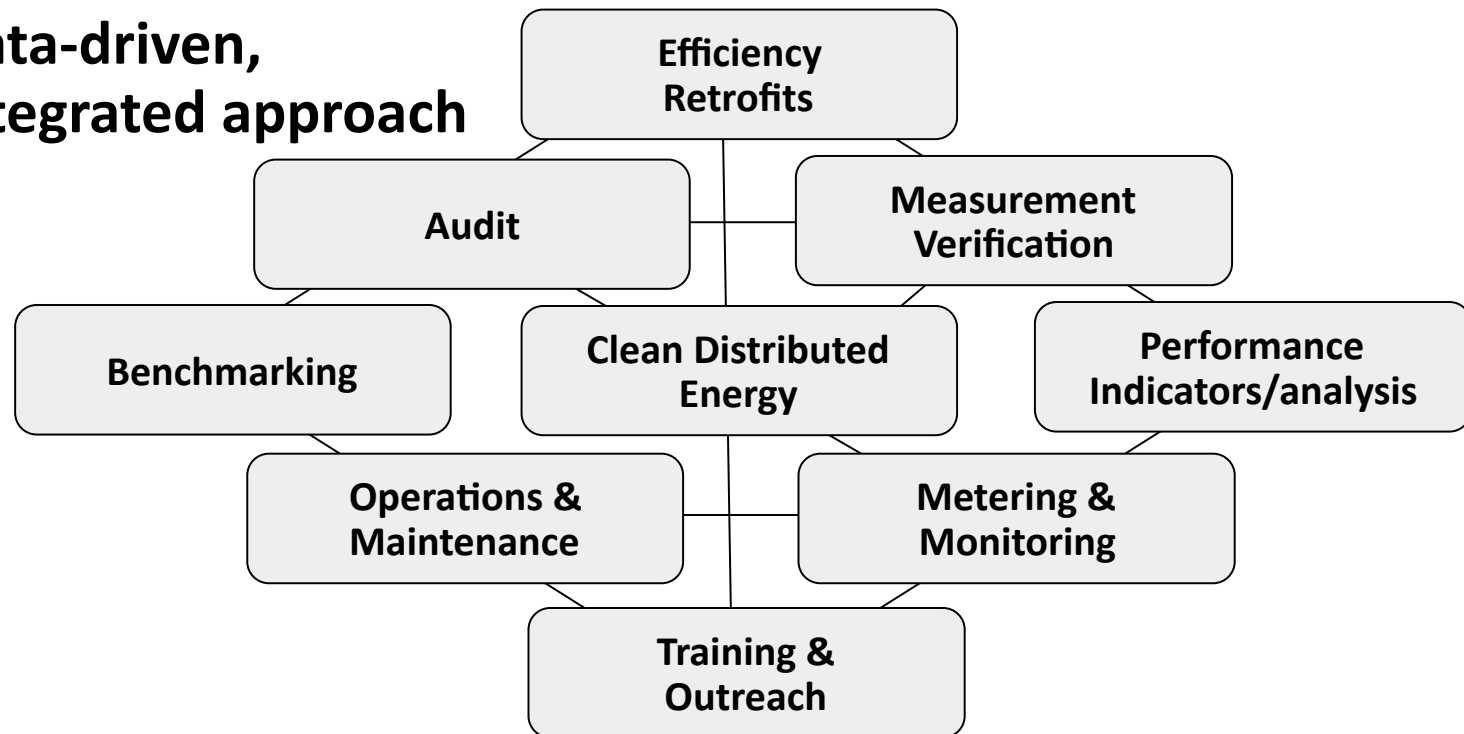 ata-driven,
tegrated approach
Efficiency
Retrofits
Audit
Measurement
Verification
Benchmarking
Clean Distributed
Energy
Performance
Indicators/analysis
Operations &
Maintenance
Metering &
Monitoring
Training &
Outreach